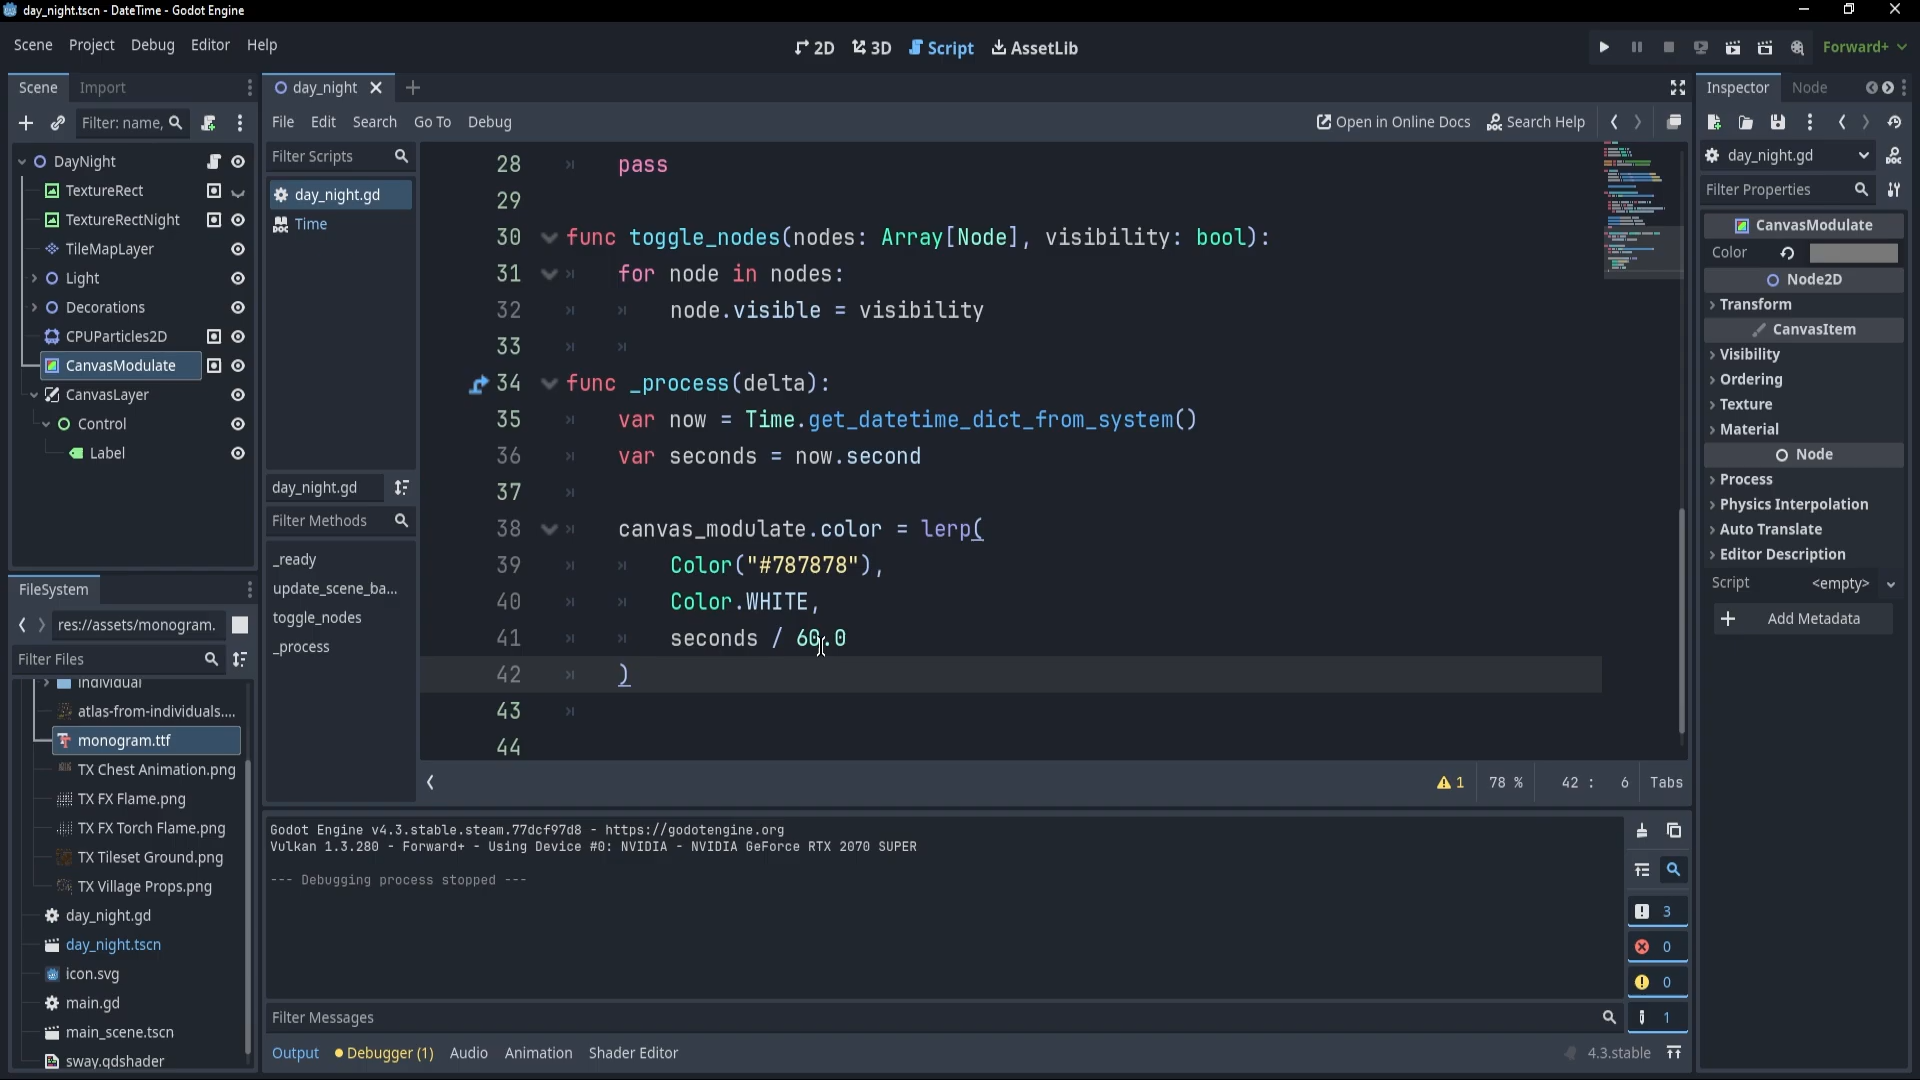 day_night.tscn - DateTime - Godot Engine
Scene Project Debug Editor Help
2D 3D Script AssetLib
Forward+
Scene Import
day_night
Inspector Node
Filter: name,
File Edit Search Go To Debug
Open in Online Docs Search Help
DayNight
TextureRect
TextureRectNight
TileMapLayer
Light
Decorations
CPUParticles2D
CanvasModulate
CanvasLayer
Control
Label
Filter Scripts
day_night.gd
Time
day_night.gd
Filter Methods
_ready
update_scene_ba...
toggle_nodes
_process
28 pass
29
30 func toggle_nodes(nodes: Array[Node], visibility: bool):
31 for node in nodes:
32 node.visible = visibility
33
34 func _process(delta):
35 var now = Time.get_datetime_dict_from_system()
36 var seconds = now.second
37
38 canvas_modulate.color = lerp(
39 Color("#787878"),
40 Color.WHITE,
41 seconds / 60.0
42 )
43
44
1 78 % 42 : 6 Tabs
day_night.gd
Filter Properties
CanvasModulate
Color
Node2D
Transform
CanvasItem
Visibility
Ordering
Texture
Material
Node
Process
Physics Interpolation
Auto Translate
Editor Description
Script <empty>
Add Metadata
FileSystem
res://assets/monogram.
Filter Files
individual
atlas-from-individuals....
monogram.ttf
TX Chest Animation.png
TX FX Flame.png
TX FX Torch Flame.png
TX Tileset Ground.png
TX Village Props.png
day_night.gd
day_night.tscn
icon.svg
main.gd
main_scene.tscn
sway.gdshader
Godot Engine v4.3.stable.steam.77dcf97d8 - https://godotengine.org
Vulkan 1.3.280 - Forward+ - Using Device #0: NVIDIA - NVIDIA GeForce RTX 2070 SUPER
--- Debugging process stopped ---
3
0
0
1
Filter Messages
Output Debugger (1) Audio Animation Shader Editor
4.3.stable